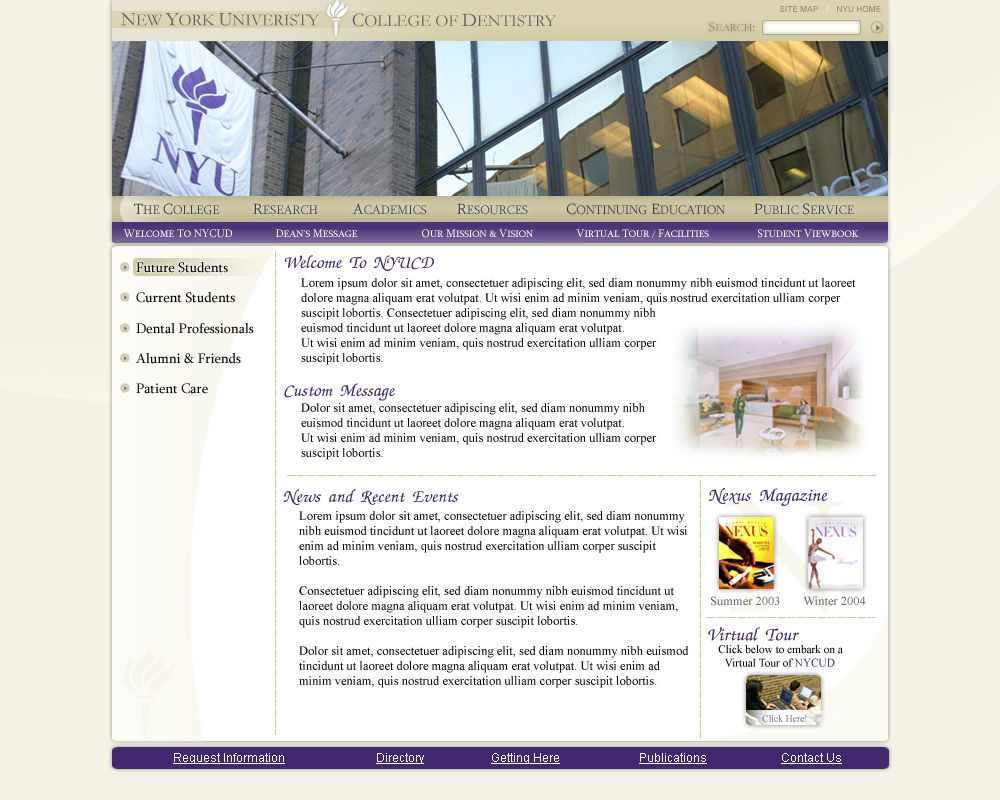 NEW YORK UNIVERISTY COLLEGE OF DENTISTRY
SITE MAP | NYU HOME
SEARCH:
NYU
NYUCDS
THE COLLEGE RESEARCH ACADEMICS RESOURCES CONTINUING EDUCATION PUBLIC SERVICE
WELCOME TO NYCUD DEAN'S MESSAGE OUR MISSION & VISION VIRTUAL TOUR / FACILITIES STUDENT VIEWBOOK
Future Students
Current Students
Dental Professionals
Alumni & Friends
Patient Care
Welcome To NYUCD
Lorem ipsum dolor sit amet, consectetuer adipiscing elit, sed diam nonummy nibh euismod tincidunt ut laoreet
dolore magna aliquam erat volutpat. Ut wisi enim ad minim veniam, quis nostrud exercitation ulliam corper
suscipit lobortis. Consectetuer adipiscing elit, sed diam nonummy nibh
euismod tincidunt ut laoreet dolore magna aliquam erat volutpat.
Ut wisi enim ad minim veniam, quis nostrud exercitation ulliam corper
suscipit lobortis.
Custom Message
Dolor sit amet, consectetuer adipiscing elit, sed diam nonummy nibh
euismod tincidunt ut laoreet dolore magna aliquam erat volutpat.
Ut wisi enim ad minim veniam, quis nostrud exercitation ulliam corper
suscipit lobortis.
News and Recent Events
Lorem ipsum dolor sit amet, consectetuer adipiscing elit, sed diam nonummy
nibh euismod tincidunt ut laoreet dolore magna aliquam erat volutpat. Ut wisi
enim ad minim veniam, quis nostrud exercitation ulliam corper suscipit
lobortis.
Consectetuer adipiscing elit, sed diam nonummy nibh euismod tincidunt ut
laoreet dolore magna aliquam erat volutpat. Ut wisi enim ad minim veniam,
quis nostrud exercitation ulliam corper suscipit lobortis.
Dolor sit amet, consectetuer adipiscing elit, sed diam nonummy nibh euismod
tincidunt ut laoreet dolore magna aliquam erat volutpat. Ut wisi enim ad
minim veniam, quis nostrud exercitation ulliam corper suscipit lobortis.
Nexus Magazine
NEXUS NEXUS
Summer 2003 Winter 2004
Virtual Tour
Click below to embark on a
Virtual Tour of NYCUD
Click Here!
Request Information Directory Getting Here Publications Contact Us